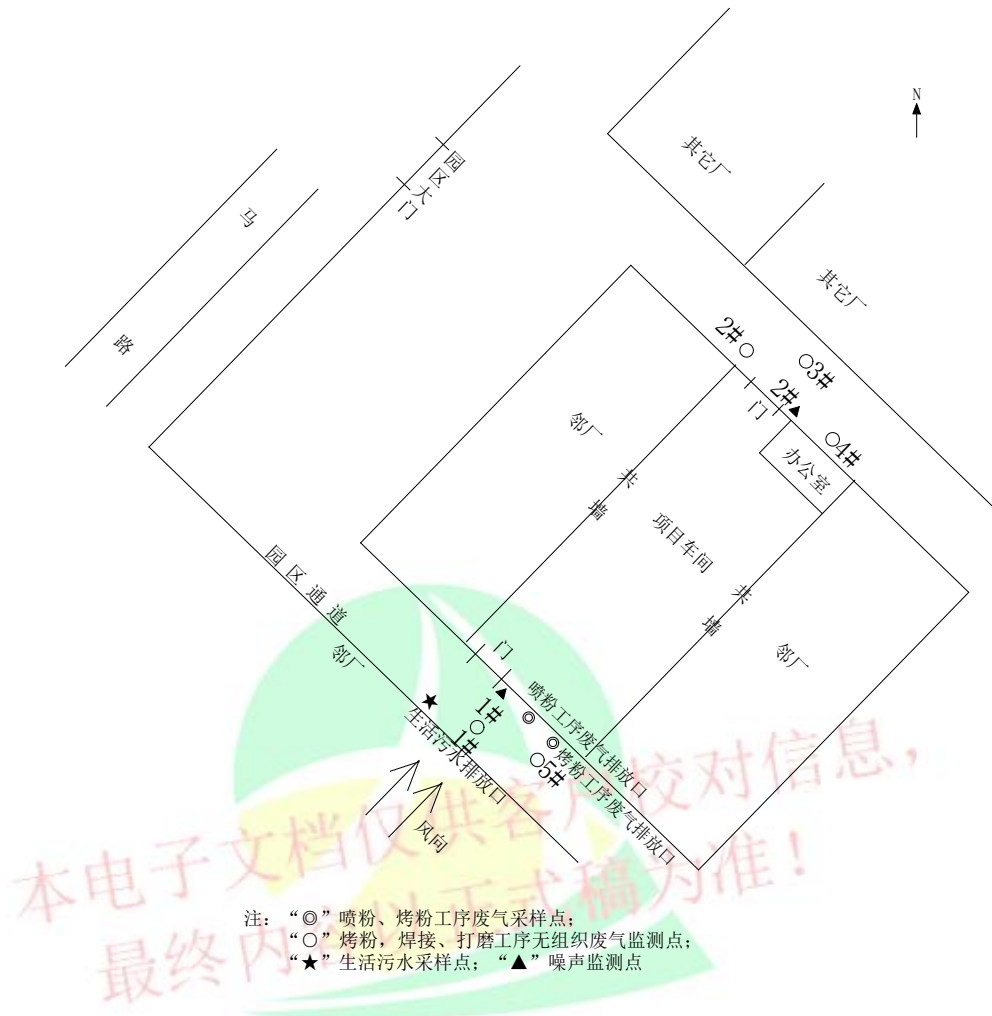 N
其它厂
园区大门
马路
其它厂
2#
3#
2#
门
4#
办公室
邻厂
共墙
项目车间
共墙
邻厂
园区通道
邻厂
门
1#
1#
喷粉工序废气排放口
5#
烤粉工序废气排放口
生活污水排放口
风向
本电子文档仅供客户校对信息，
最终内容以正式稿为准！
注：“◎”喷粉、烤粉工序废气采样点；
“○”烤粉，焊接、打磨工序无组织废气监测点；
“★”生活污水采样点；“▲”噪声监测点